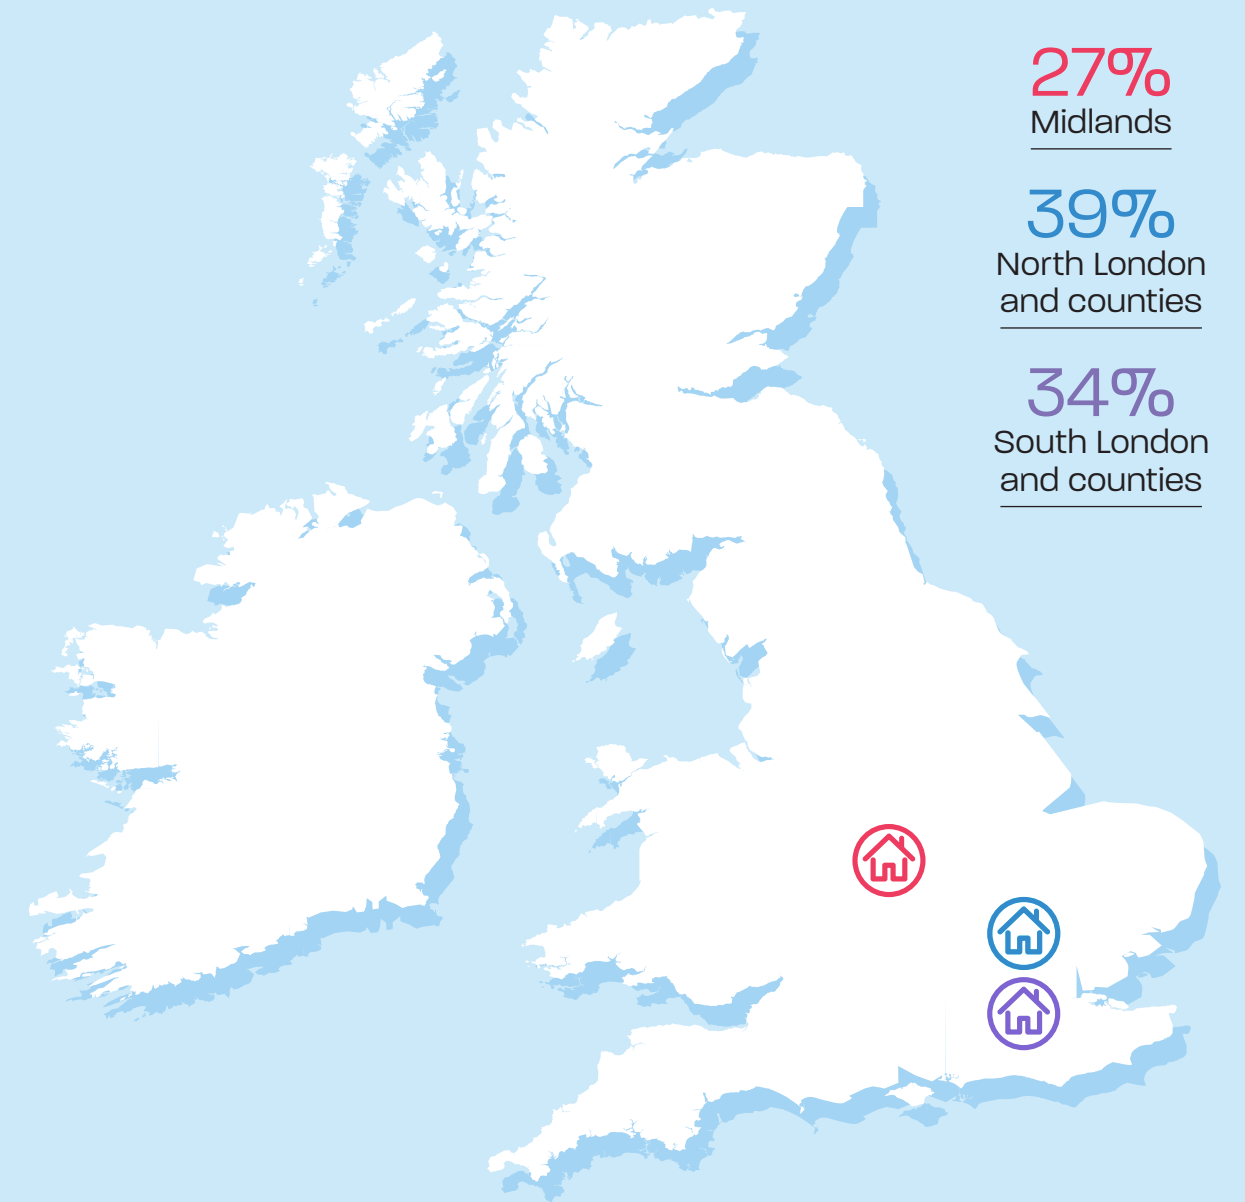 27%
Midlands
39%
North London
and counties
34%
South London
and counties